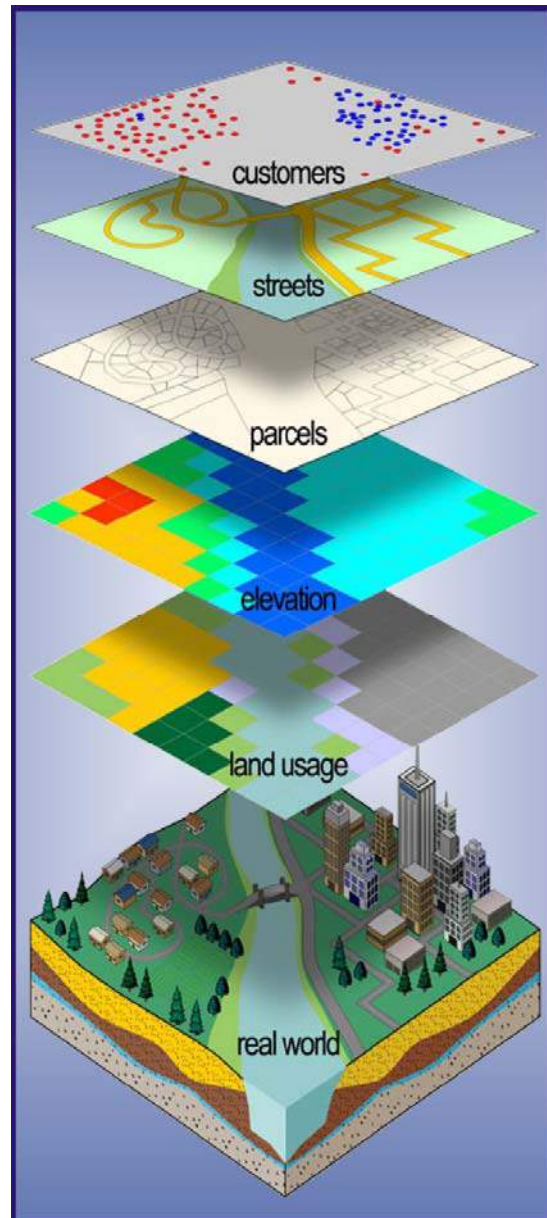 customers
streets
parcels
elevation
land usage
real world